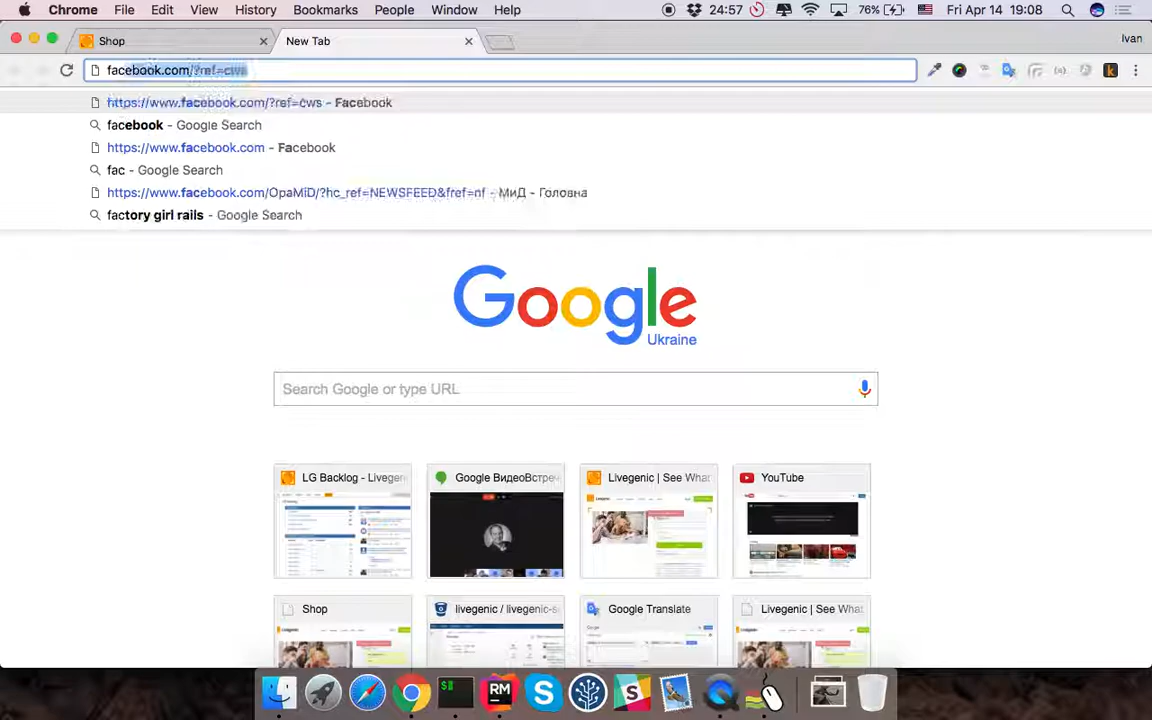 Chrome File Edit View History Bookmarks People Window Help 24:57 76% Fri Apr 14 19:08
Shop New Tab Ivan
facebook.com/?ref=cws
https://www.facebook.com/?ref=cws - Facebook
facebook - Google Search
https://www.facebook.com - Facebook
fac - Google Search
https://www.facebook.com/OpaMiD/?hc_ref=NEWSFEED&fref=nf - МиД - Головна
factory girl rails - Google Search
Google
Ukraine
Search Google or type URL
LG Backlog - Livegen Google ВидеоВстреч Livegenic | See What YouTube
Shop livegenic / livegenic-s Google Translate Livegenic | See What
RM